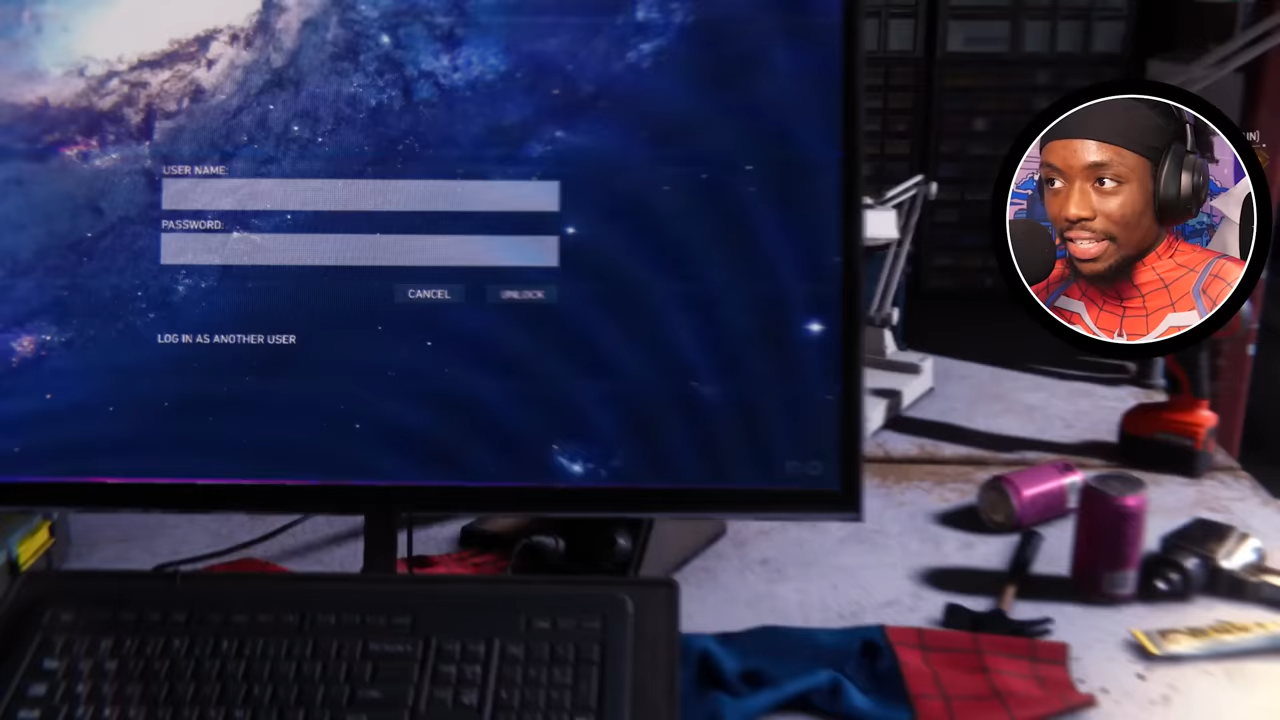 USER NAME:
PASSWORD:
CANCEL
UNLOCK
LOG IN AS ANOTHER USER